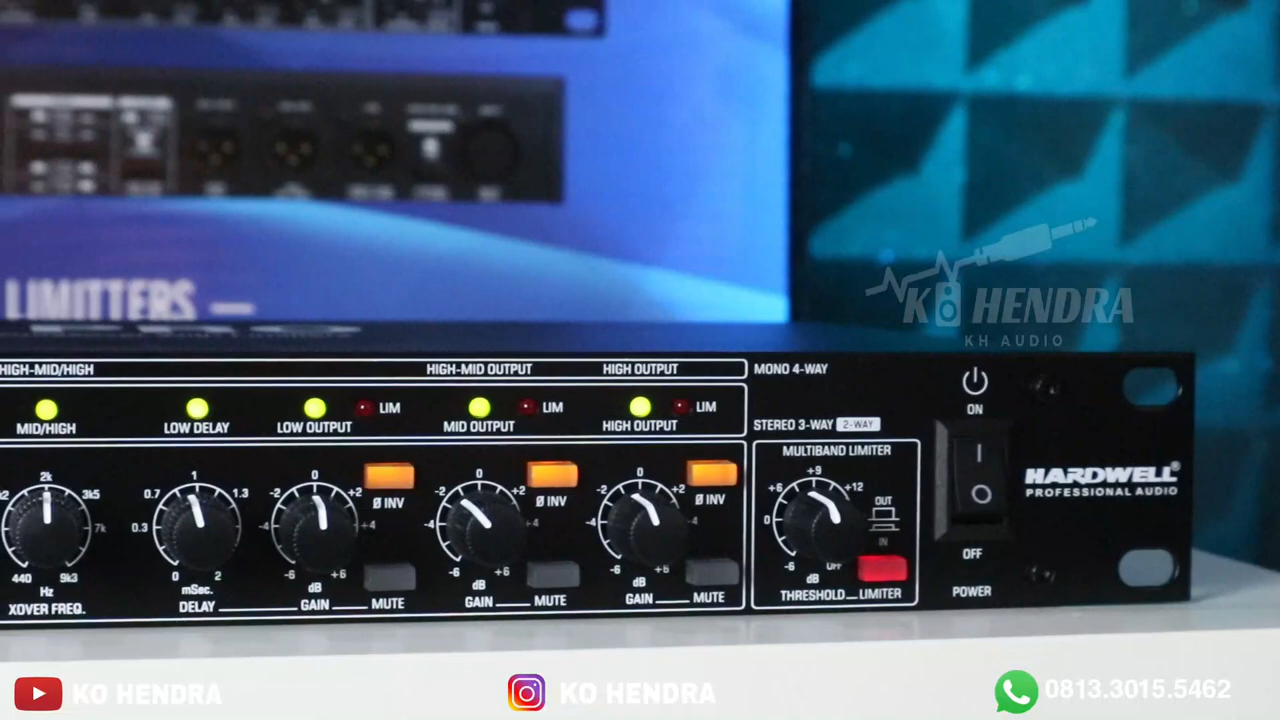 LIMITTERS —
KO HENDRA
KH AUDIO
HIGH-MID/HIGH
HIGH-MID OUTPUT
HIGH OUTPUT
MONO 4-WAY
ON
LIM
LIM
LIM
MID/HIGH
LOW DELAY
LOW OUTPUT
MID OUTPUT
HIGH OUTPUT
STEREO 3-WAY 2-WAY
MULTIBAND LIMITER
2k
3k5
7k
440
9k3
Hz
XOVER FREQ.
0.3
0.7
1
1.3
0
2
mSec.
DELAY
-6
-4
-2
0
+2
+4
+6
dB
GAIN
Ø INV
MUTE
-6
-4
-2
0
+2
+4
+6
dB
GAIN
Ø INV
MUTE
-6
-4
-2
0
+2
+4
+6
dB
GAIN
Ø INV
MUTE
-6
0
+6
+9
+12
OFF
dB
THRESHOLD
OUT
IN
LIMITER
HARDWELL®
PROFESSIONAL AUDIO
OFF
POWER
KO HENDRA
KO HENDRA
0813.3015.5462